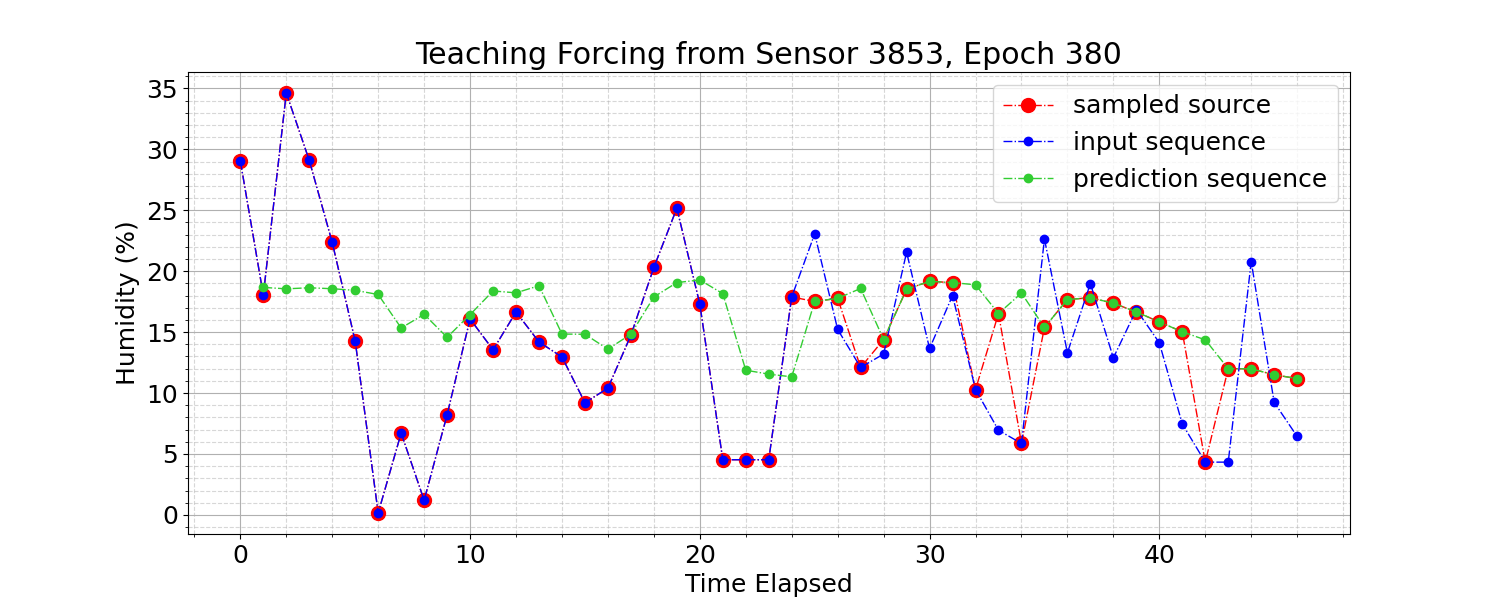 Teaching Forcing from Sensor 3853, Epoch 380
sampled source
input sequence
prediction sequence
Humidity (%)
35
30
25
20
15
10
5
0
0 10 20 30 40
Time Elapsed